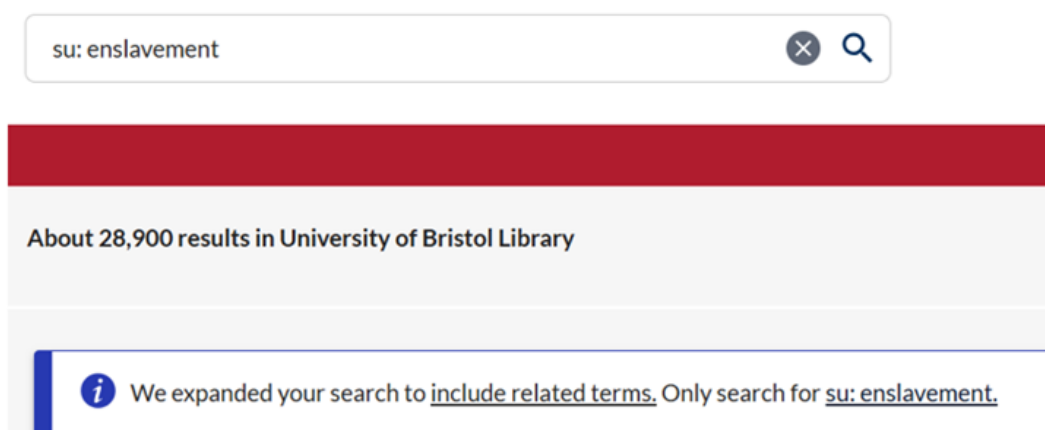 su: enslavement
About 28,900 results in University of Bristol Library
We expanded your search to include related terms. Only search for su: enslavement.